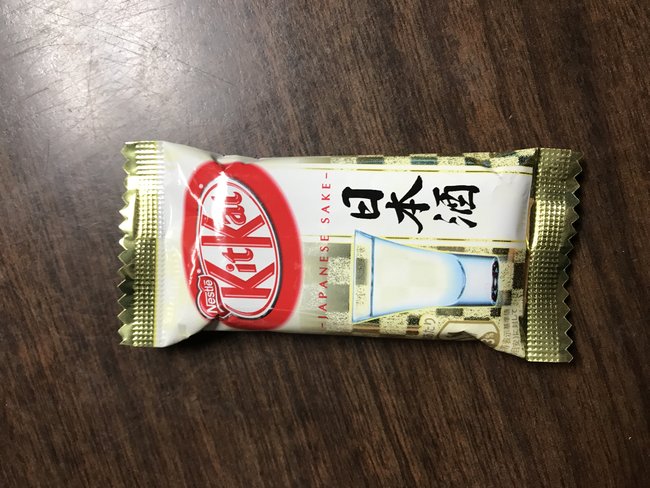 Nestlé
KitKat
JAPANESE SAKE
日本酒